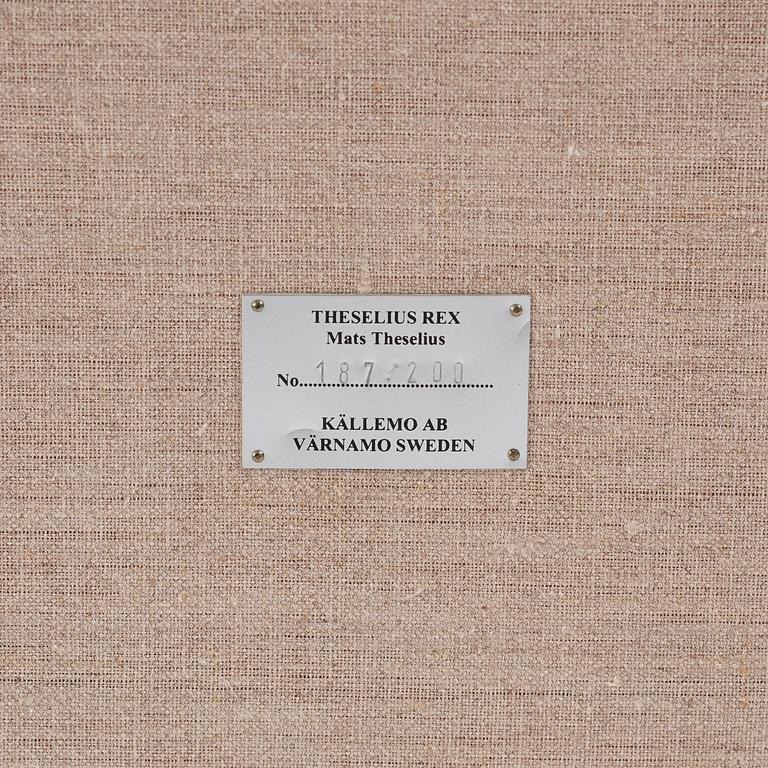 THESELIUS REX
Mats Theselius
No. 187/200
KÄLLEMO AB
VÄRNAMO SWEDEN